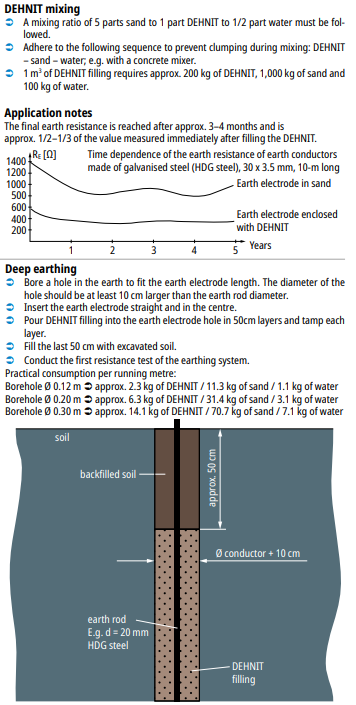 DEHNIT mixing
➲ A mixing ratio of 5 parts sand to 1 part DEHNIT to 1/2 part water must be fol-
lowed.
➲ Adhere to the following sequence to prevent clumping during mixing: DEHNIT
– sand – water; e.g. with a concrete mixer.
➲ 1 m³ of DEHNIT filling requires approx. 200 kg of DEHNIT, 1,000 kg of sand and
100 kg of water.
Application notes
The final earth resistance is reached after approx. 3–4 months and is
approx. 1/2–1/3 of the value measured immediately after filling the DEHNIT.
RE [Ω]
Time dependence of the earth resistance of earth conductors
made of galvanised steel (HDG steel), 30 x 3.5 mm, 10-m long
1400
1200
1000
500
600
400
200
Earth electrode in sand
Earth electrode enclosed
with DEHNIT
1 2 3 4 5 Years
Deep earthing
➲ Bore a hole in the earth to fit the earth electrode length. The diameter of the
hole should be at least 10 cm larger than the earth rod diameter.
➲ Insert the earth electrode straight and in the centre.
➲ Pour DEHNIT filling into the earth electrode hole in 50cm layers and tamp each
layer.
➲ Fill the last 50 cm with excavated soil.
➲ Conduct the first resistance test of the earthing system.
Practical consumption per running metre:
Borehole Ø 0.12 m ➲ approx. 2.3 kg of DEHNIT / 11.3 kg of sand / 1.1 kg of water
Borehole Ø 0.20 m ➲ approx. 6.3 kg of DEHNIT / 31.4 kg of sand / 3.1 kg of water
Borehole Ø 0.30 m ➲ approx. 14.1 kg of DEHNIT / 70.7 kg of sand / 7.1 kg of water
soil
backfilled soil
approx. 50 cm
Ø conductor + 10 cm
earth rod
E.g. d = 20 mm
HDG steel
DEHNIT
filling